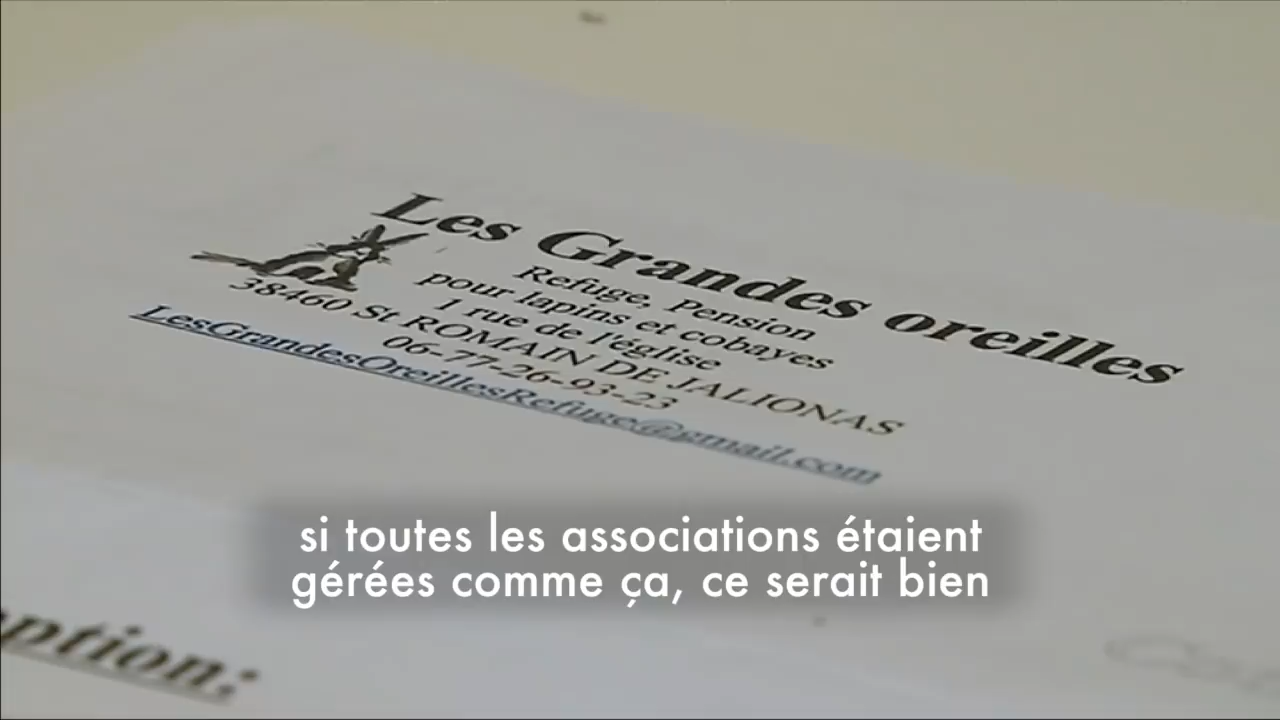 Les Grandes oreilles
Refuge, Pension
pour lapins et cobayes
1 rue de l'église
38460 St ROMAIN DE JALIONAS
06-77-26-93-23
LesGrandesOreillesRefuge@gmail.com
si toutes les associations étaient
gérées comme ça, ce serait bien
ption: